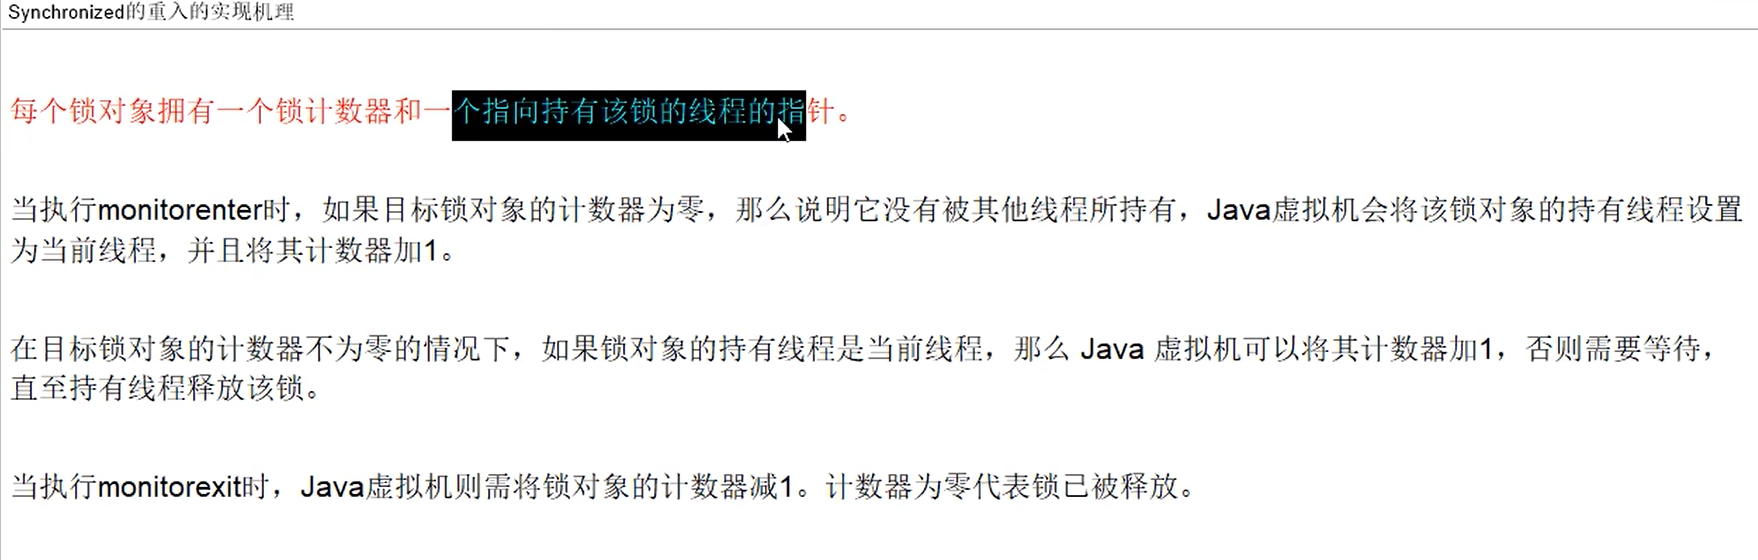 Synchronized的重入的实现机理
每个锁对象拥有一个锁计数器和一个指向持有该锁的线程的指针。
当执行monitorenter时，如果目标锁对象的计数器为零，那么说明它没有被其他线程所持有，Java虚拟机会将该锁对象的持有线程设置
为当前线程，并且将其计数器加1。
在目标锁对象的计数器不为零的情况下，如果锁对象的持有线程是当前线程，那么 Java 虚拟机可以将其计数器加1，否则需要等待，
直至持有线程释放该锁。
当执行monitorexit时，Java虚拟机则需将锁对象的计数器减1。计数器为零代表锁已被释放。